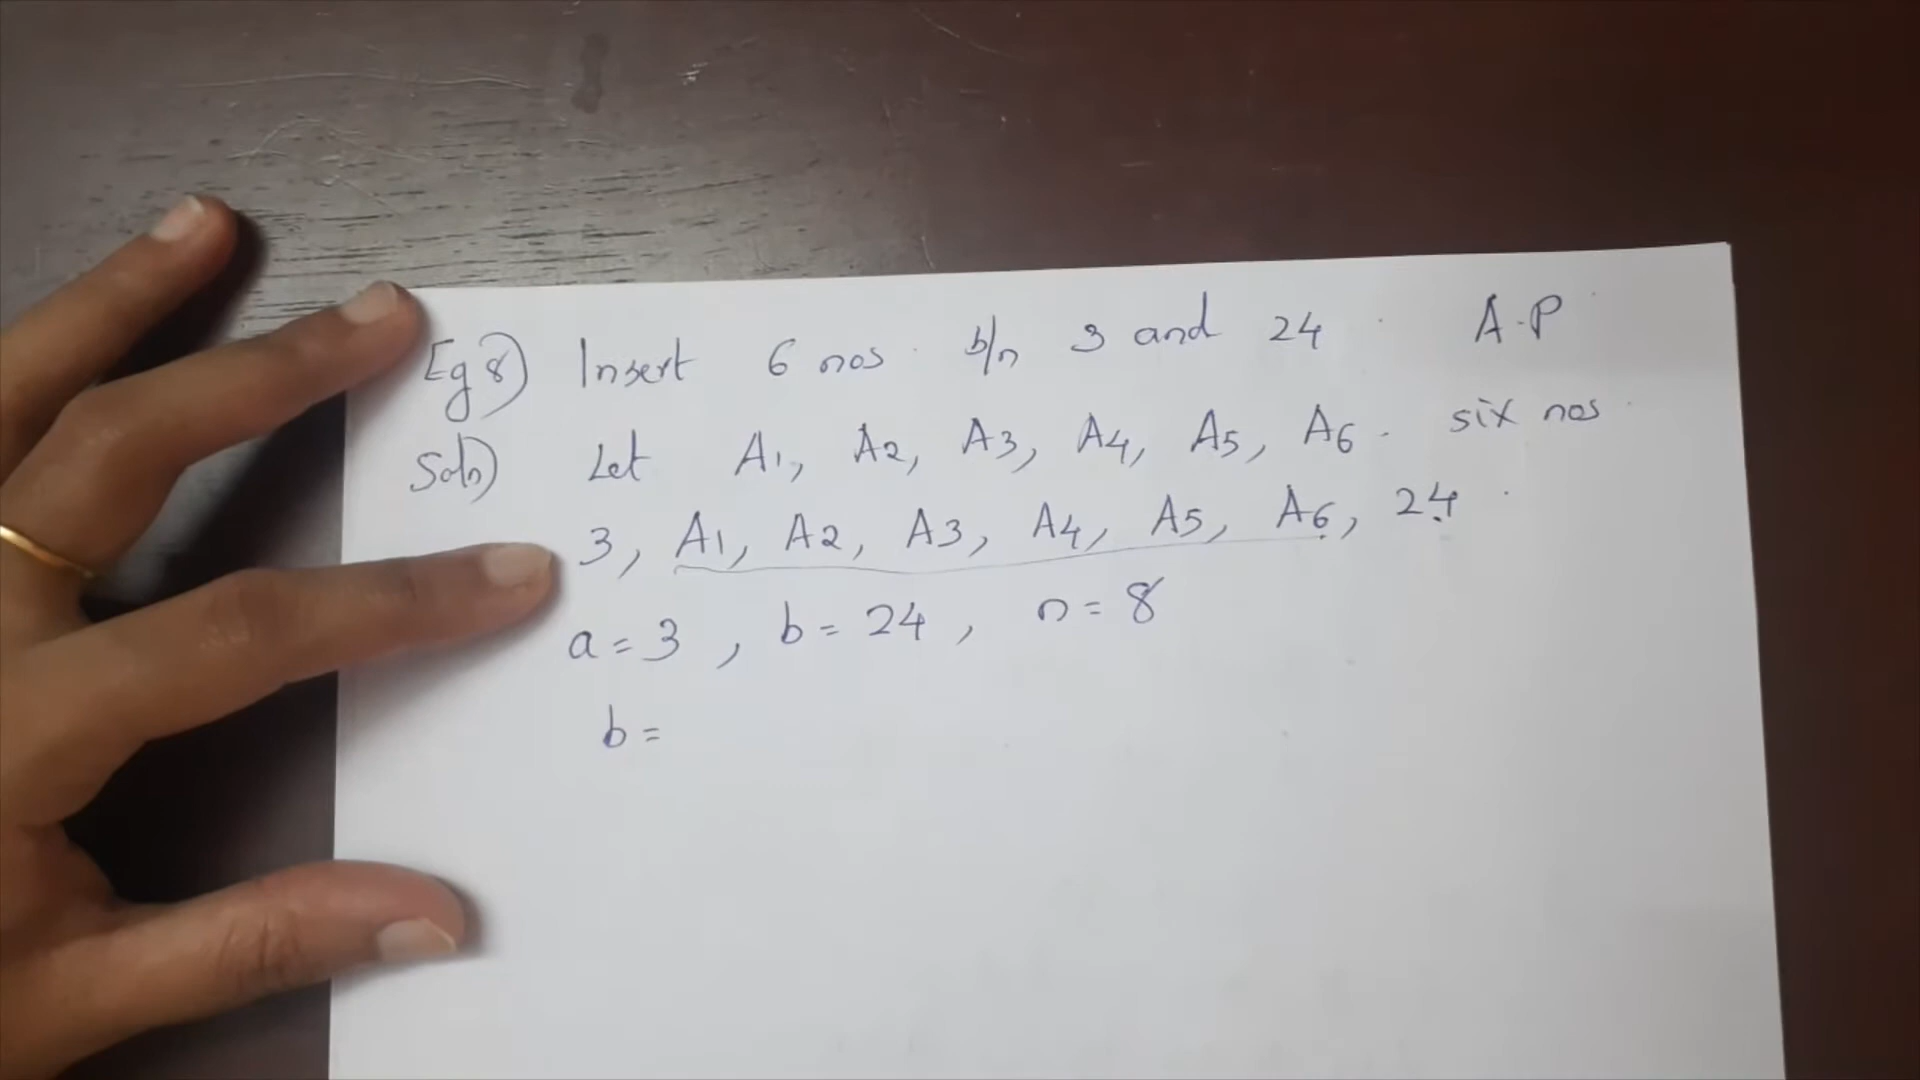 Eg 8) Insert 6 nos b/n 3 and 24 A.P
Soln) Let A1, A2, A3, A4, A5, A6. six nos
3, A1, A2, A3, A4, A5, A6, 24
a = 3, b = 24, n = 8
b =